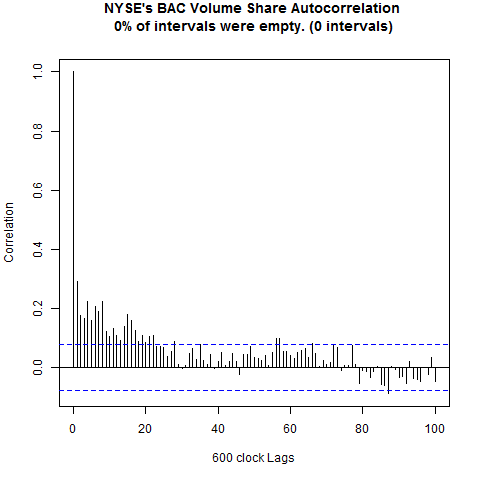 NYSE's BAC Volume Share Autocorrelation
0% of intervals were empty. (0 intervals)
1.0
0.8
0.6
0.4
0.2
0.0
Correlation
0 20 40 60 80 100
600 clock Lags